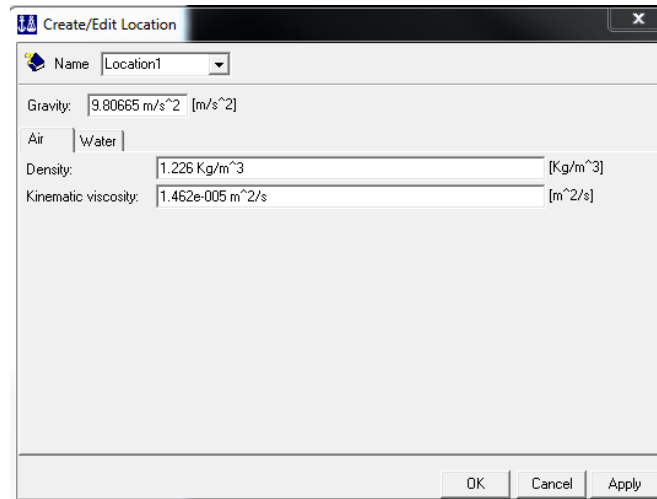 Create/Edit Location
x
Name Location1
Gravity: 9.80665 m/s^2 [m/s^2]
Air Water
Density: 1.226 Kg/m^3 [Kg/m^3]
Kinematic viscosity: 1.462e-005 m^2/s [m^2/s]
OK Cancel Apply